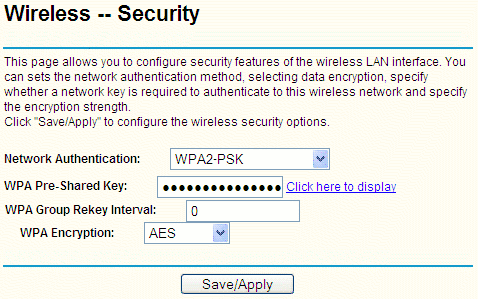 Wireless -- Security
This page allows you to configure security features of the wireless LAN interface. You
can sets the network authentication method, selecting data encryption, specify
whether a network key is required to authenticate to this wireless network and specify
the encryption strength.
Click "Save/Apply" to configure the wireless security options.
Network Authentication: WPA2-PSK
WPA Pre-Shared Key: ●●●●●●●●●●●●●●● Click here to display
WPA Group Rekey Interval: 0
WPA Encryption: AES
Save/Apply